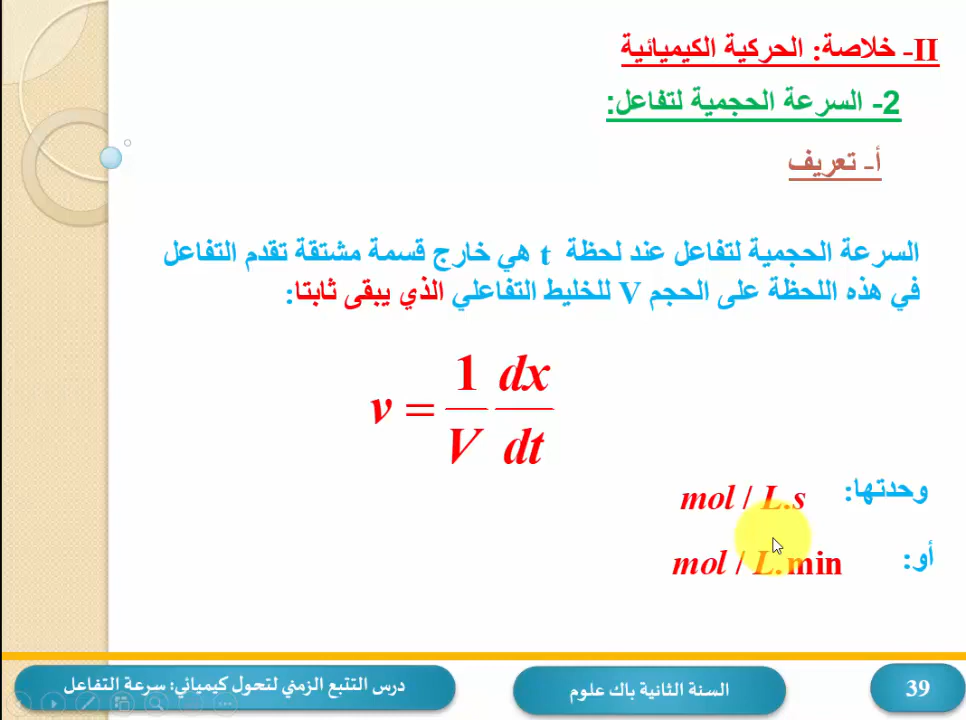 II- خلاصة: الحركية الكيميائية
2- السرعة الحجمية لتفاعل:
أ- تعريف
السرعة الحجمية لتفاعل عند لحظة t هي خارج قسمة مشتقة تقدم التفاعل
في هذه اللحظة على الحجم V للخليط التفاعلي الذي يبقى ثابتا:
v = 1/V dx/dt
وحدتها: mol / L.s
أو: mol / L.min
39
السنة الثانية باك علوم
درس التتبع الزمني لتحول كيميائي: سرعة التفاعل